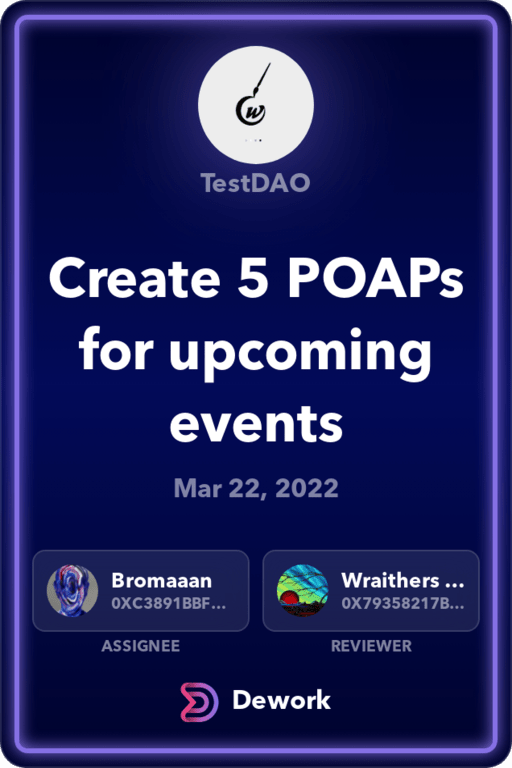 W
TestDAO
Create 5 POAPs
for upcoming
events
Mar 22, 2022
Bromaaan
0XC3891BBF...
Wraithers ...
0X79358217B...
ASSIGNEE
REVIEWER
Dework